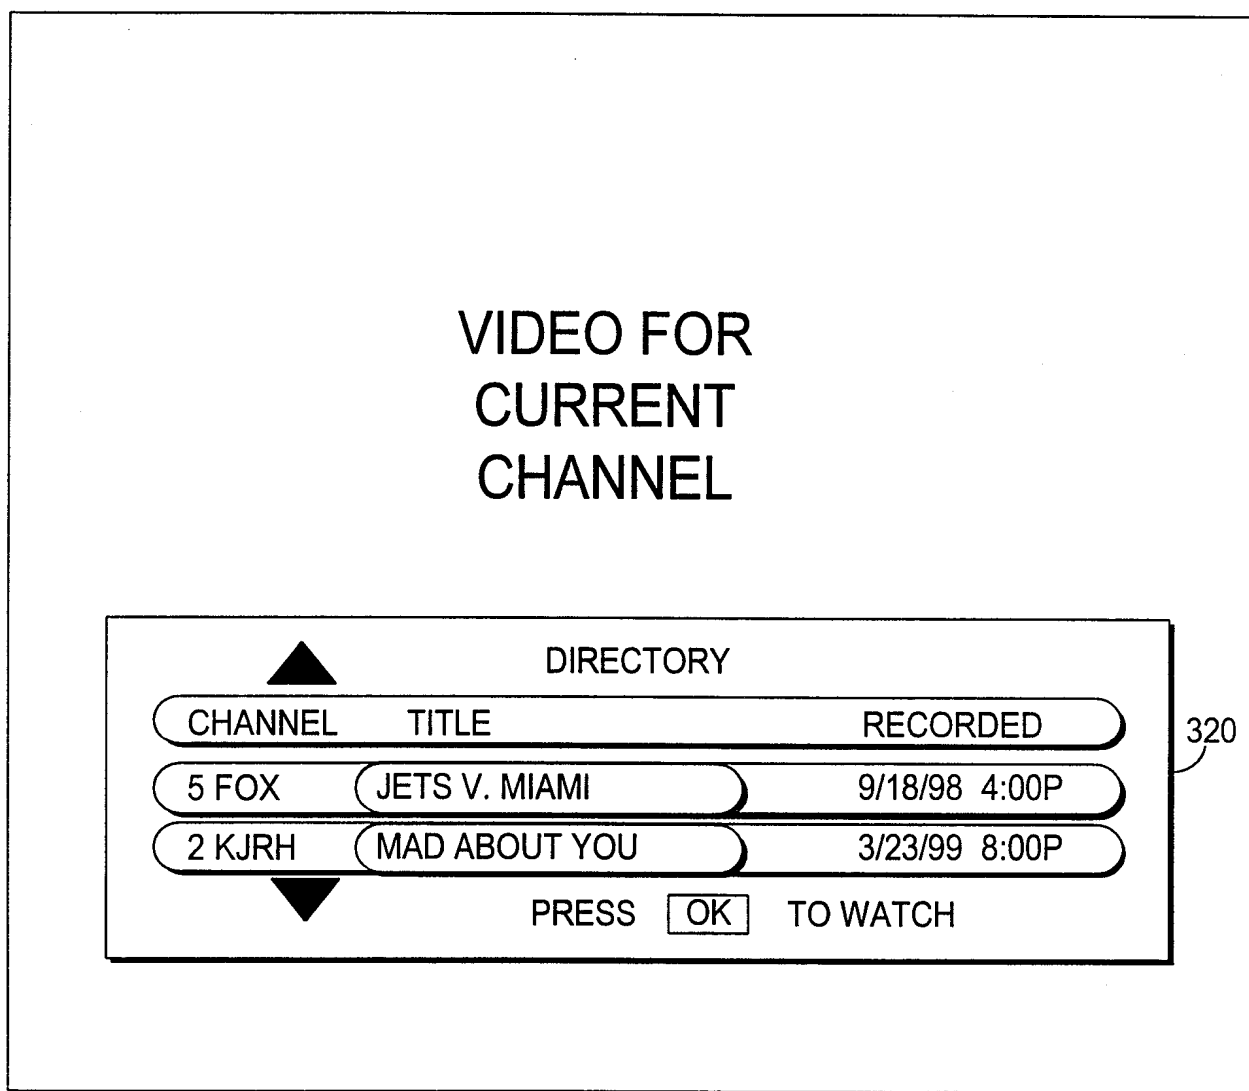 VIDEO FOR
CURRENT
CHANNEL
DIRECTORY
CHANNEL TITLE RECORDED
320
5 FOX JETS V. MIAMI 9/18/98 4:00P
2 KJRH MAD ABOUT YOU 3/23/99 8:00P
PRESS OK TO WATCH